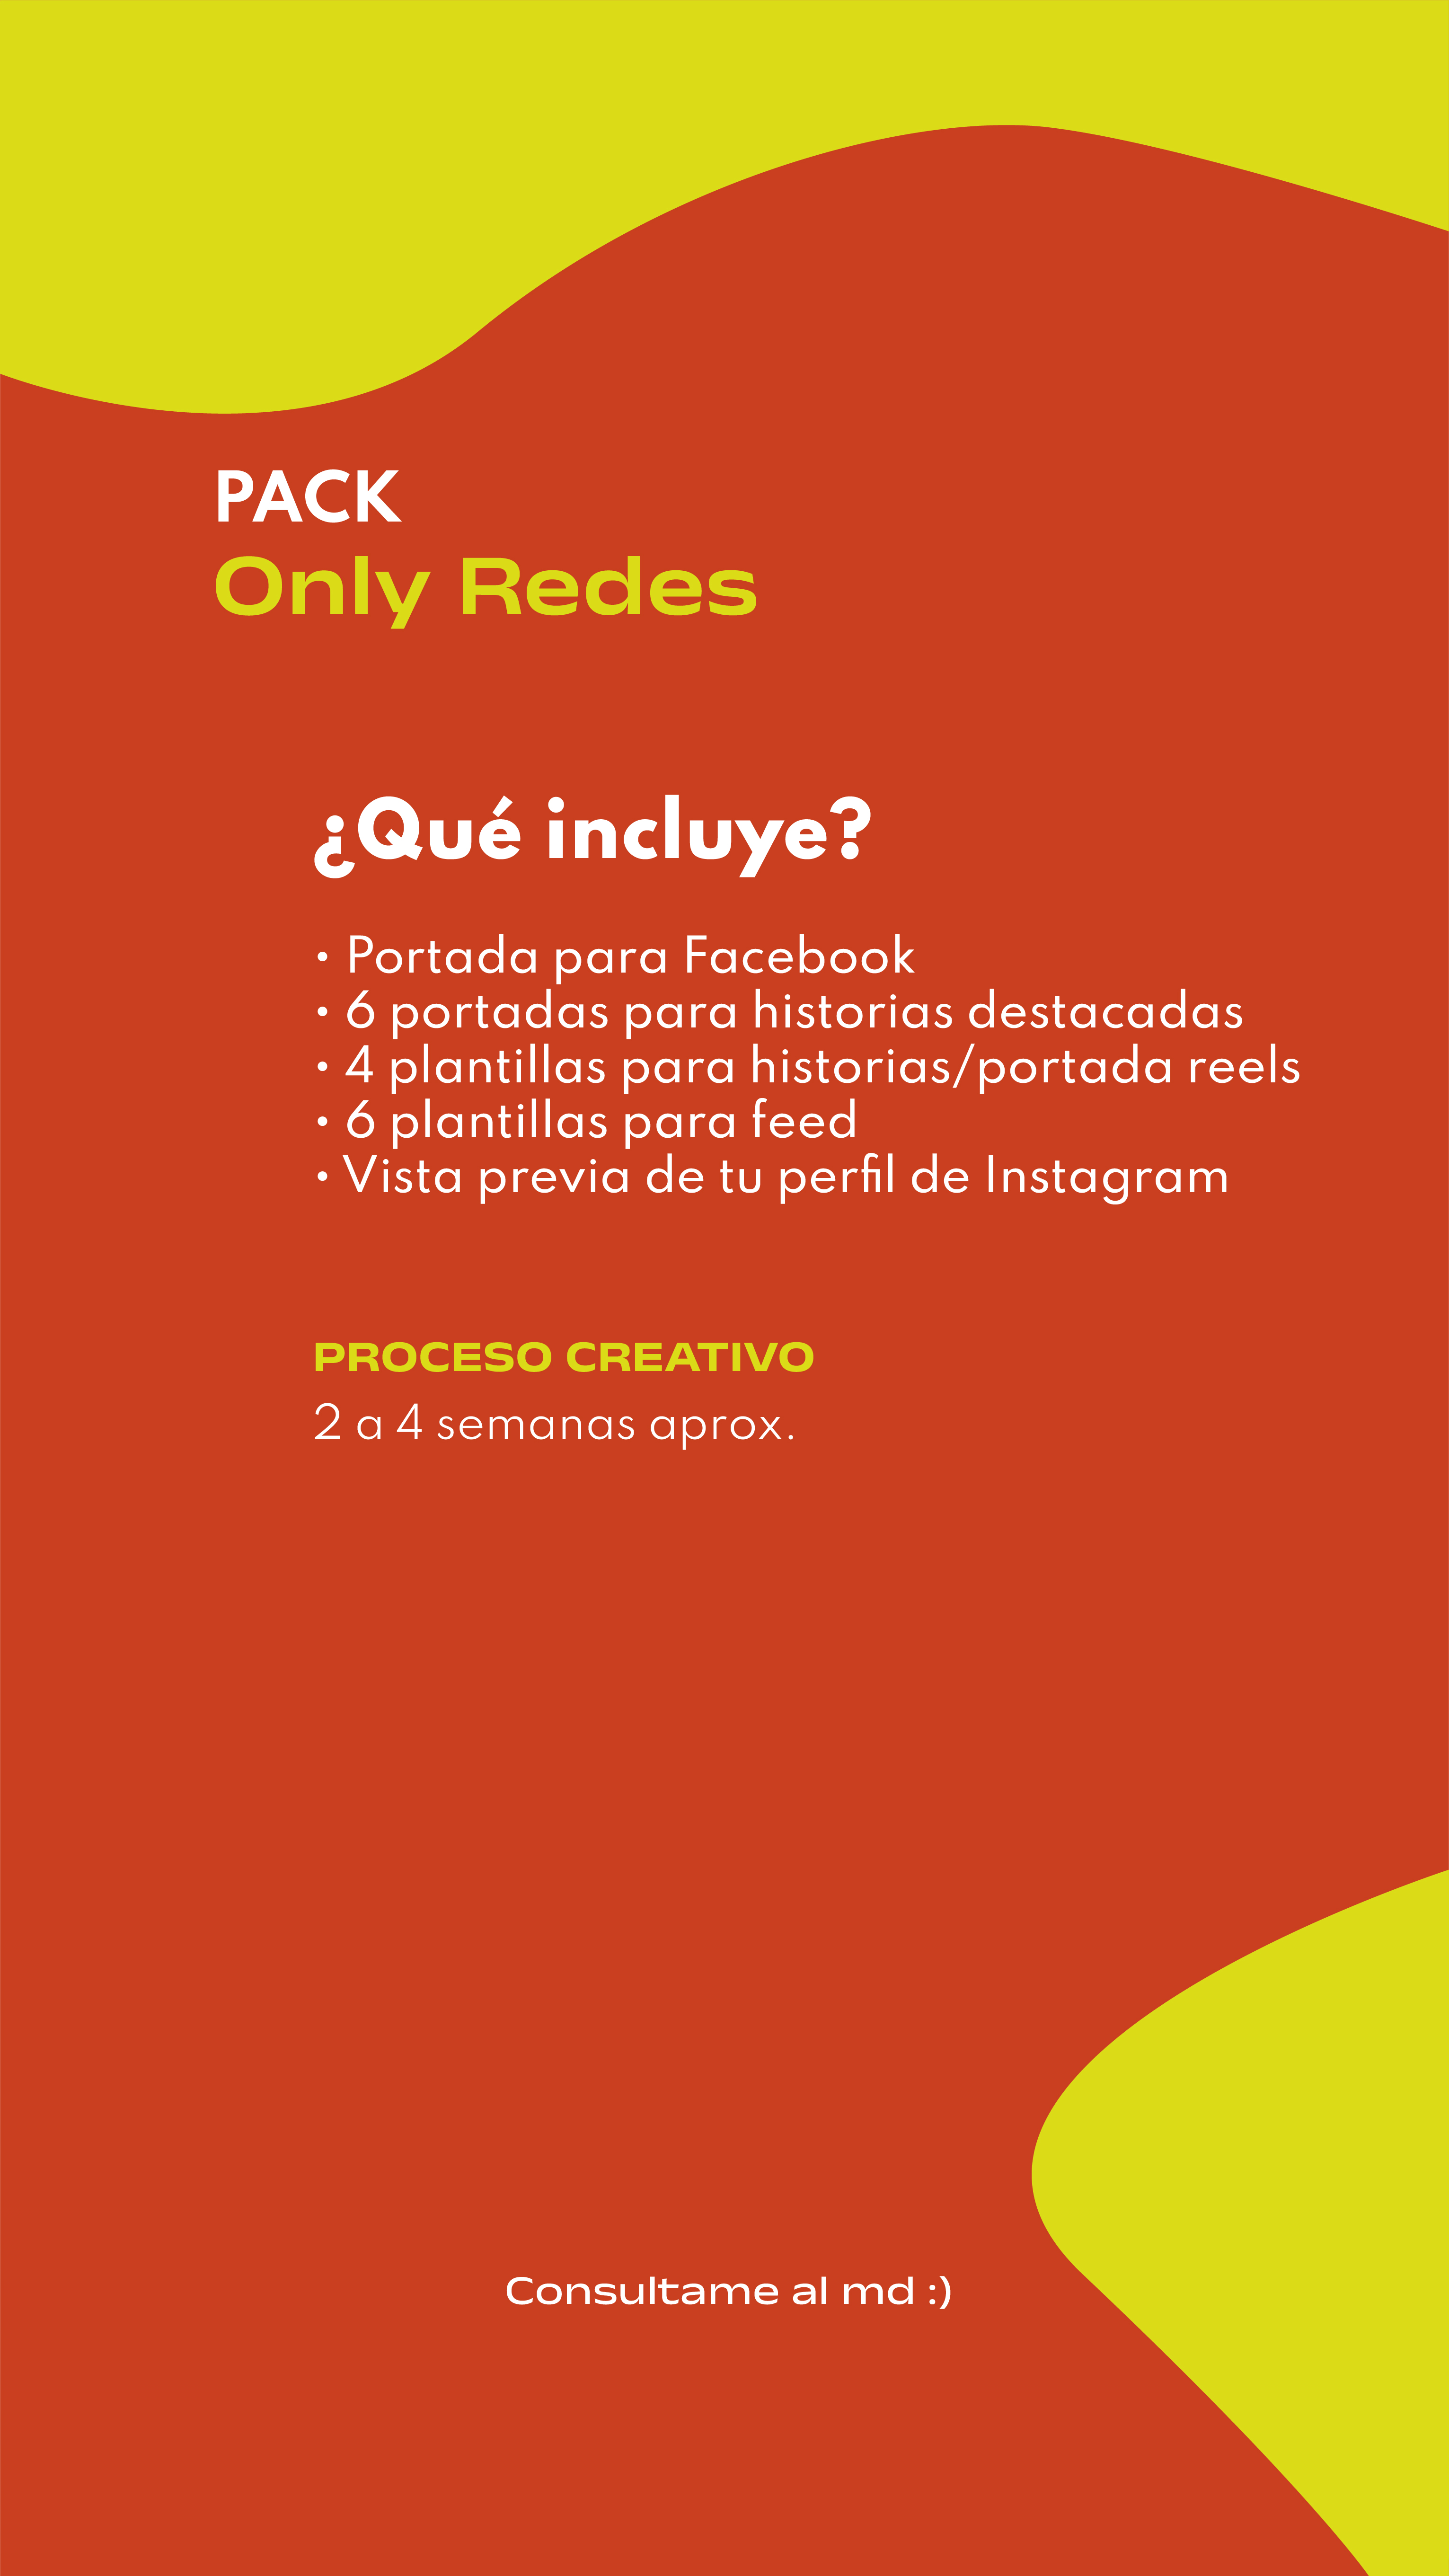 PACK
Only Redes
¿Qué incluye?
• Portada para Facebook
• 6 portadas para historias destacadas
• 4 plantillas para historias/portada reels
• 6 plantillas para feed
• Vista previa de tu perfil de Instagram
PROCESO CREATIVO
2 a 4 semanas aprox.
Consultame al md :)